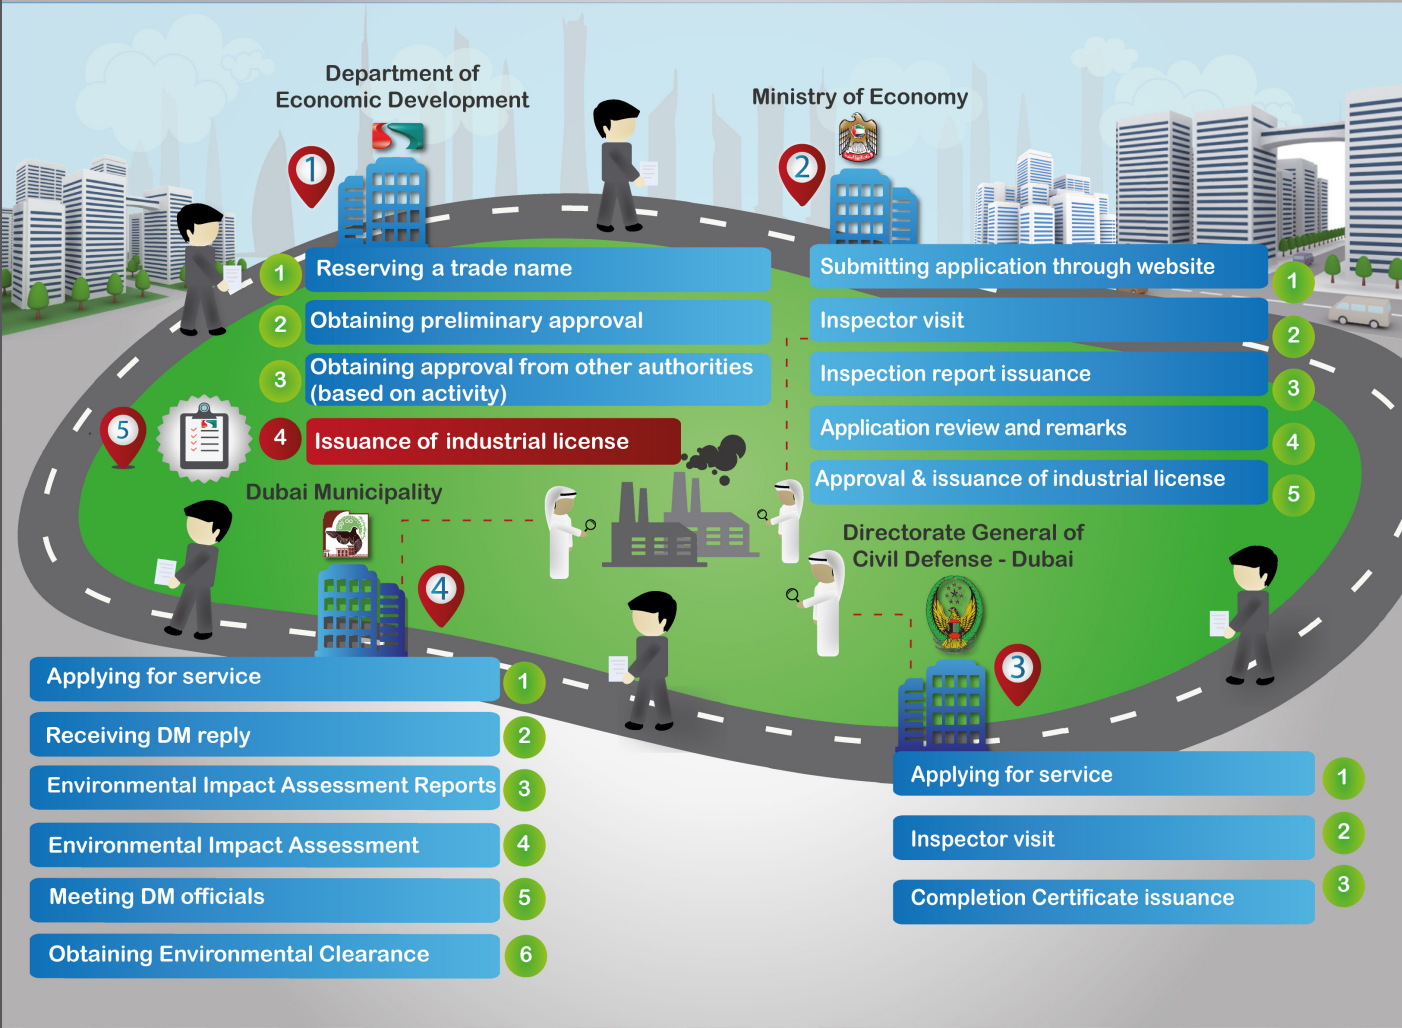 Department of
Economic Development
1
1
Reserving a trade name
2
Obtaining preliminary approval
3
Obtaining approval from other authorities
(based on activity)
5
4
Issuance of industrial license
Ministry of Economy
2
Submitting application through website
1
Inspector visit
2
Inspection report issuance
3
Application review and remarks
4
Approval & issuance of industrial license
5
Directorate General of
Civil Defense - Dubai
3
Applying for service
1
Inspector visit
2
Completion Certificate issuance
3
Dubai Municipality
4
Applying for service
1
Receiving DM reply
2
Environmental Impact Assessment Reports
3
Environmental Impact Assessment
4
Meeting DM officials
5
Obtaining Environmental Clearance
6